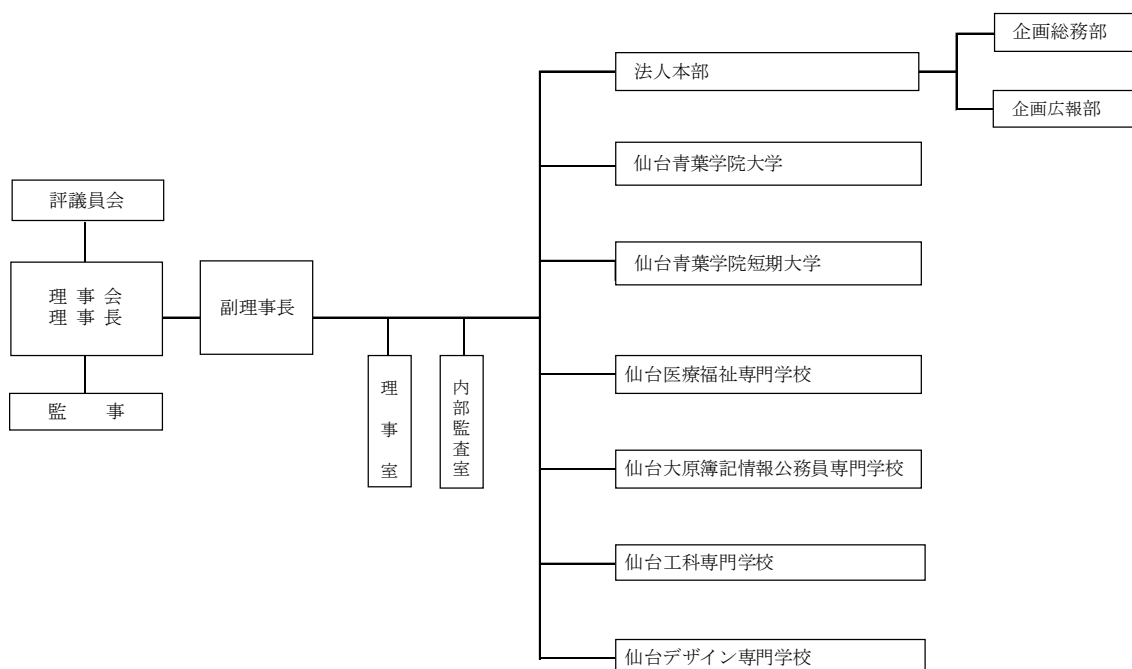 企画総務部
法人本部
企画広報部
仙台青葉学院大学
評議員会
仙台青葉学院短期大学
理 事 会
理 事 長
副理事長
監　　事
理事室
内部監査室
仙台医療福祉専門学校
仙台大原簿記情報公務員専門学校
仙台工科専門学校
仙台デザイン専門学校